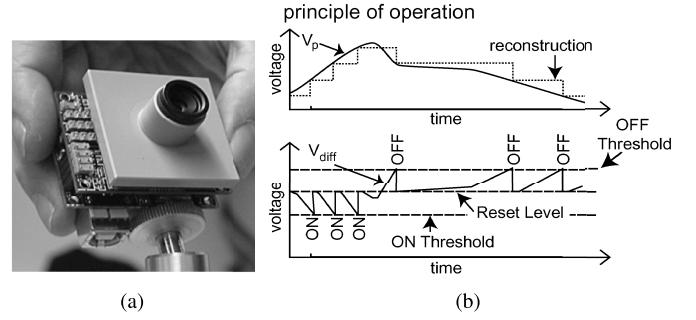 principle of operation
Vp
reconstruction
voltage
time
OFF
OFF
OFF
OFF
Threshold
Vdiff
voltage
Reset Level
ON
ON
ON
ON Threshold
time
(a)
(b)